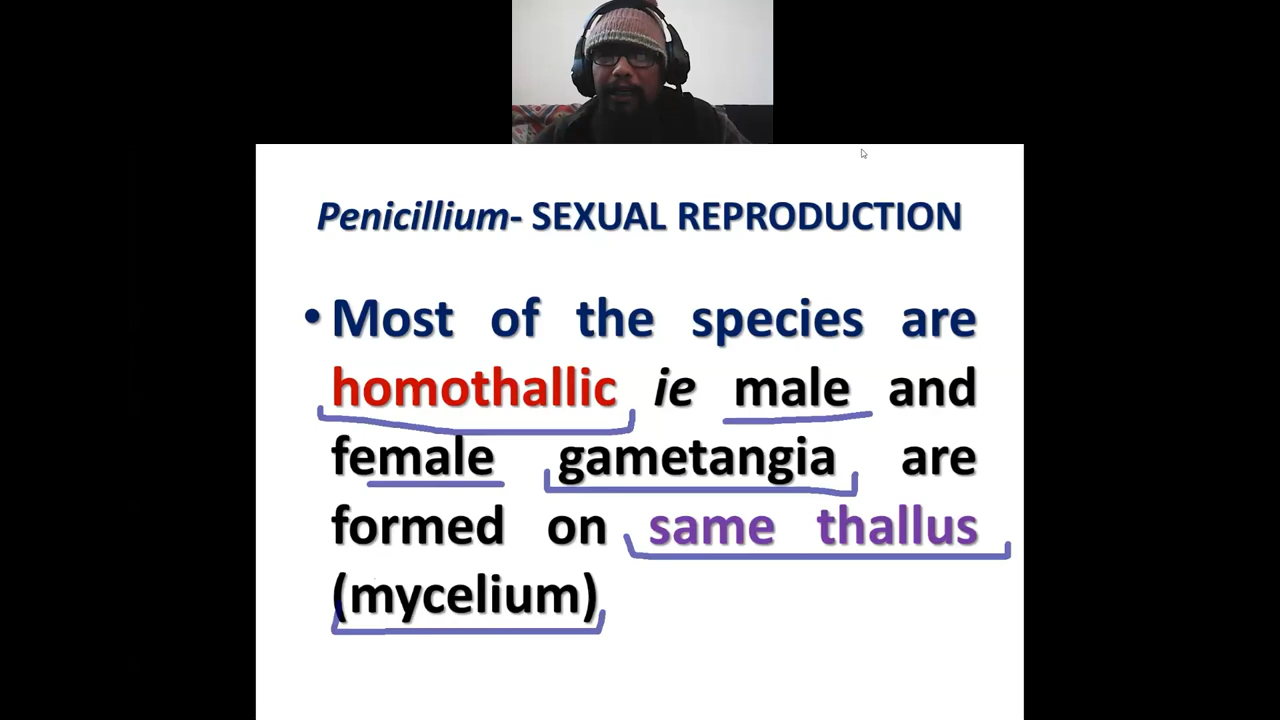 Penicillium- SEXUAL REPRODUCTION
• Most of the species are
homothallic ie male and
female gametangia are
formed on same thallus
(mycelium)